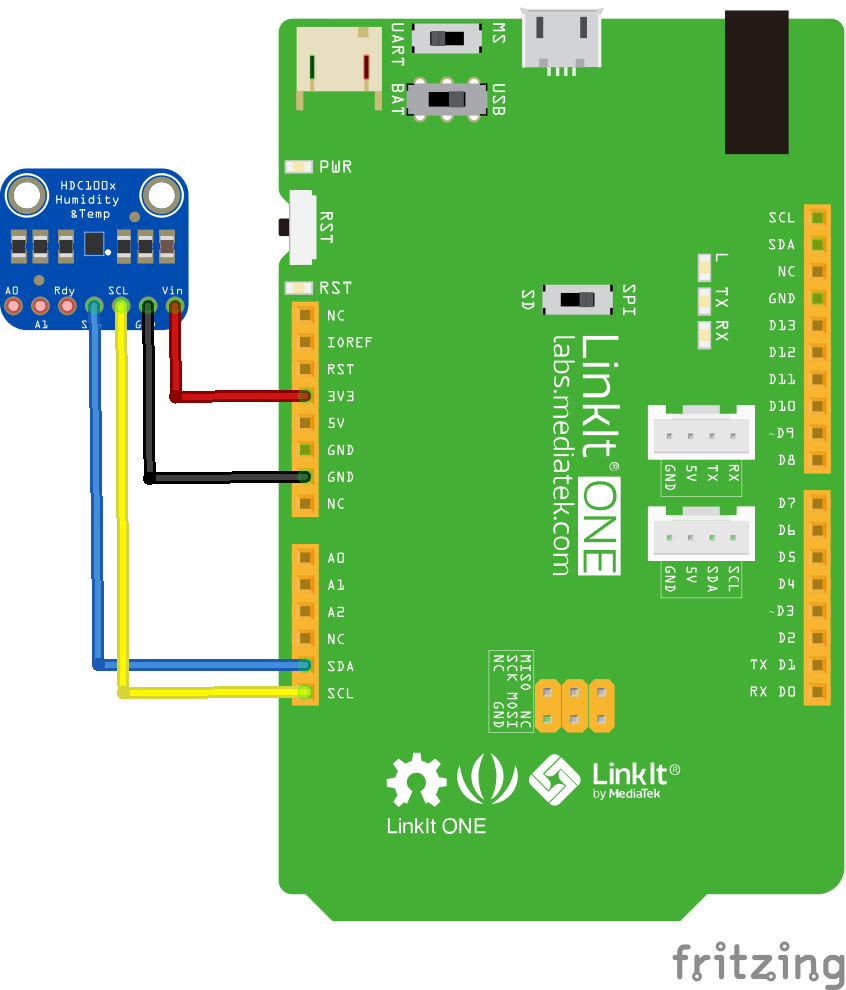 UART
MS
BAT
USB
PWR
RST
RST
HDC100x
Humidity
&Temp
A0
Rdy
SCL
Vin
A1
NC
IOREF
RST
3V3
5V
GND
GND
NC
A0
A1
A2
NC
SDA
SCL
SD
SPI
LinkIt® ONE
labs.mediatek.com
L
TX
RX
SCL
SDA
NC
GND
D13
D12
D11
D10
~D9
D8
GND
5V
TX
RX
D7
D6
D5
D4
~D3
D2
TX D1
RX D0
GND
5V
SDA
SCL
MISO NC
SCK MOSI
NC GND
LinkIt ONE
LinkIt®
by MediaTek
fritzing